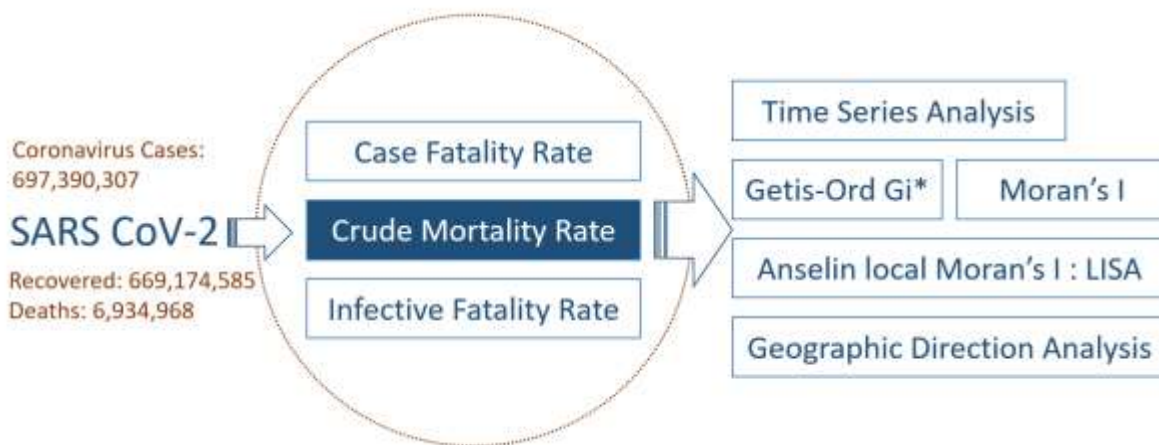 Coronavirus Cases:
697,390,307
SARS CoV-2
Recovered: 669,174,585
Deaths: 6,934,968
Case Fatality Rate
Crude Mortality Rate
Infective Fatality Rate
Time Series Analysis
Getis-Ord Gi*
Moran's I
Anselin local Moran's I : LISA
Geographic Direction Analysis